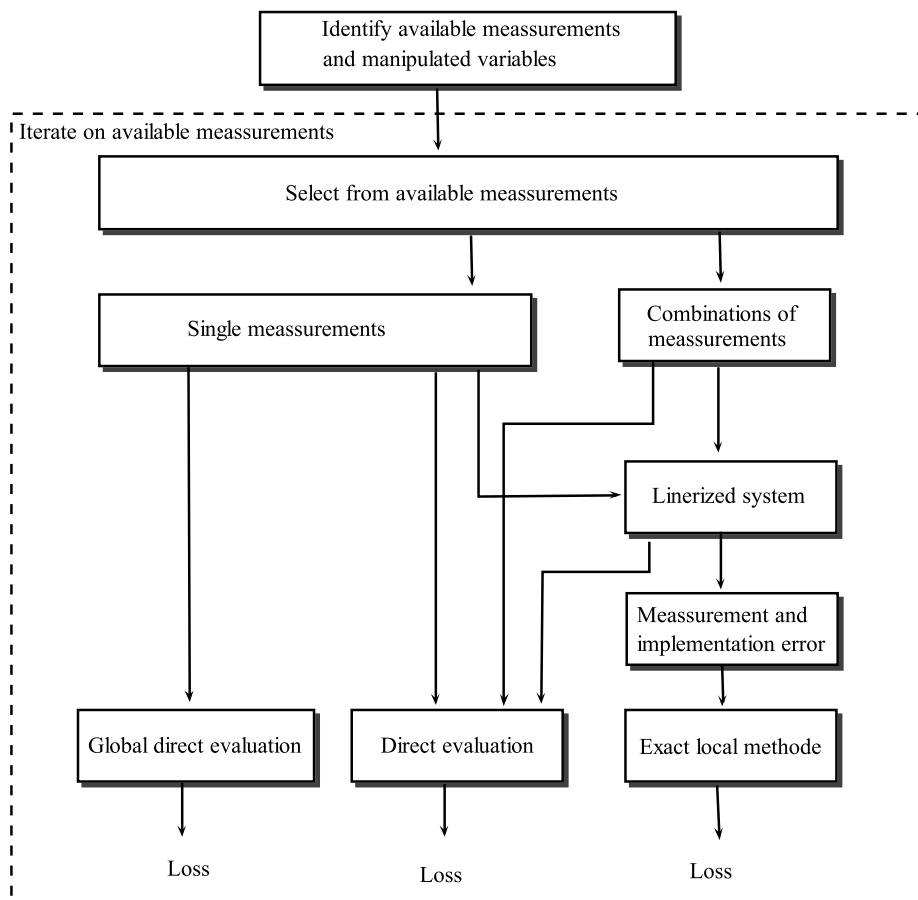 Identify available meassurements
and manipulated variables
Iterate on available meassurements
Select from available meassurements
Single meassurements
Combinations of
meassurements
Linerized system
Meassurement and
implementation error
Global direct evaluation
Direct evaluation
Exact local methode
Loss
Loss
Loss